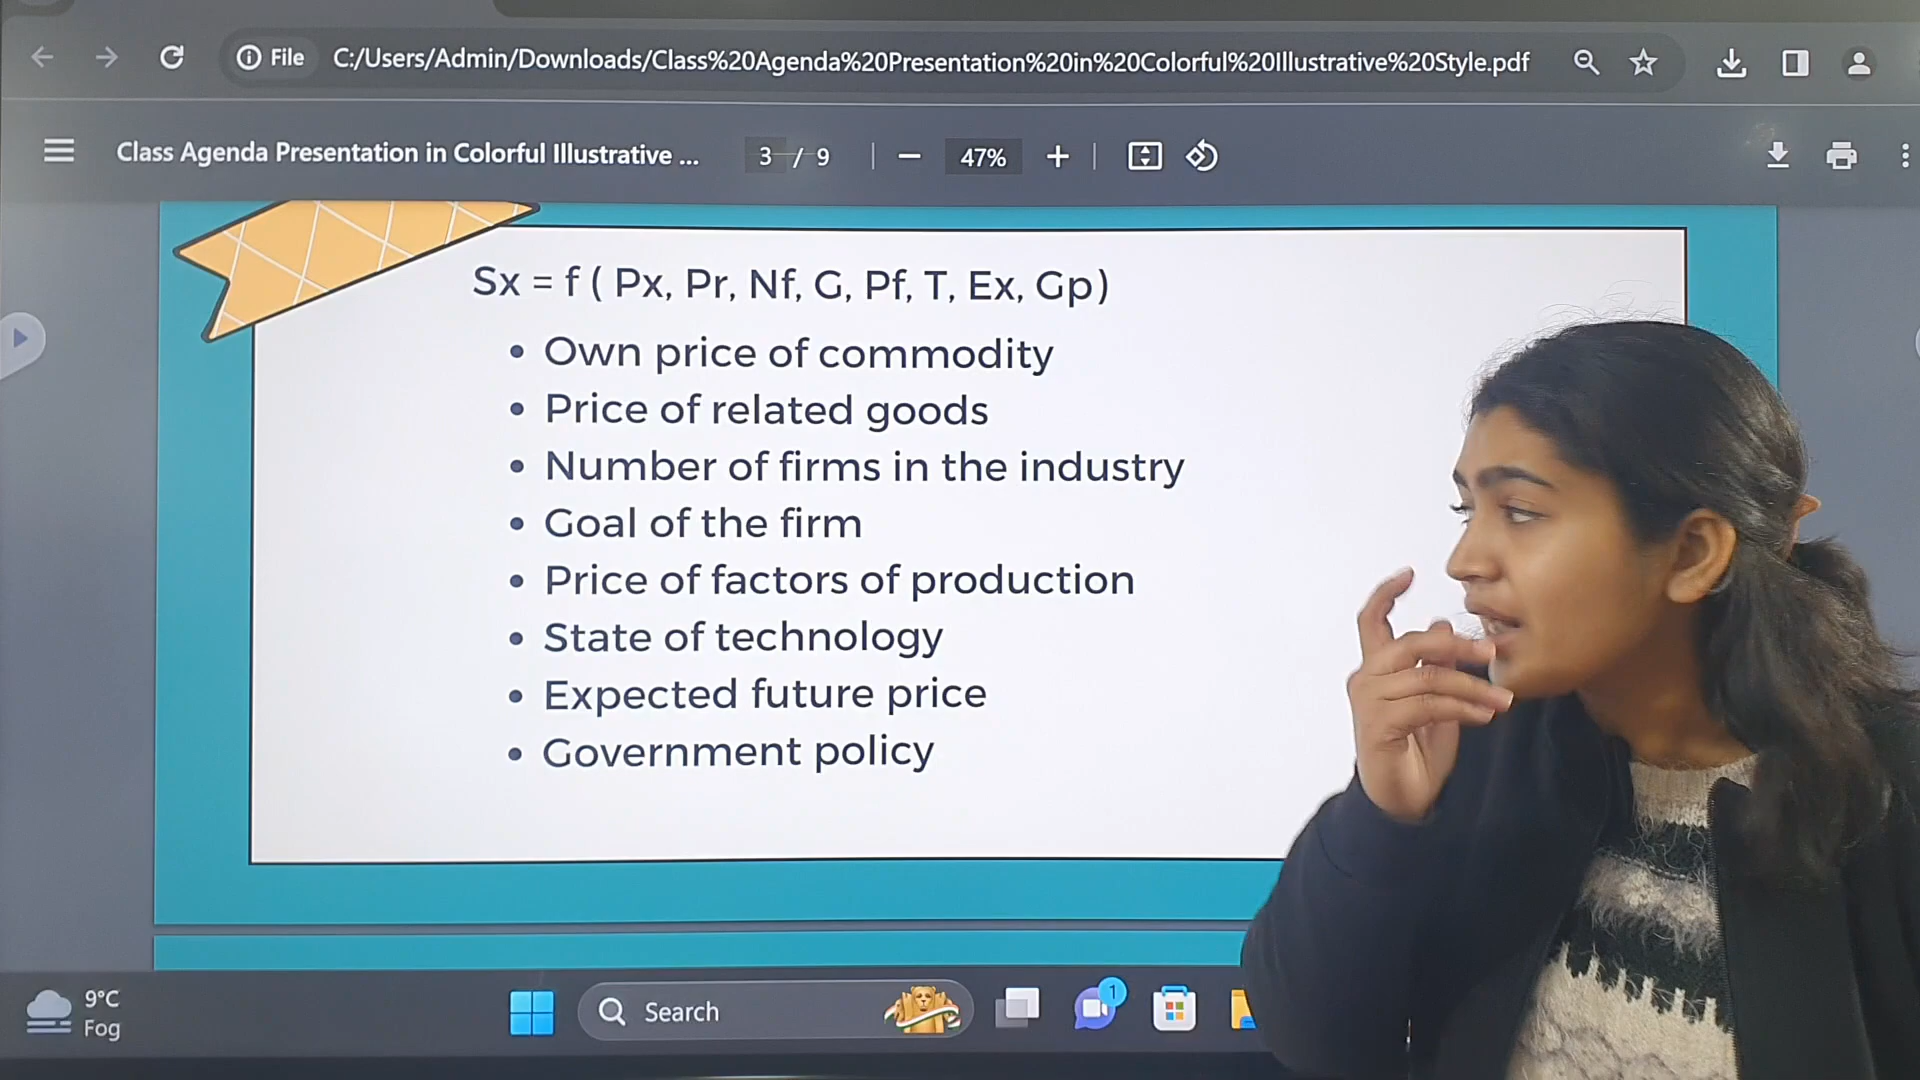 File C:/Users/Admin/Downloads/Class%20Agenda%20Presentation%20in%20Colorful%20Illustrative%20Style.pdf
Class Agenda Presentation in Colorful Illustrative ... 3 / 9 47%
Sx = f ( Px, Pr, Nf, G, Pf, T, Ex, Gp)
• Own price of commodity
• Price of related goods
• Number of firms in the industry
• Goal of the firm
• Price of factors of production
• State of technology
• Expected future price
• Government policy
9°C
Fog
Search
1